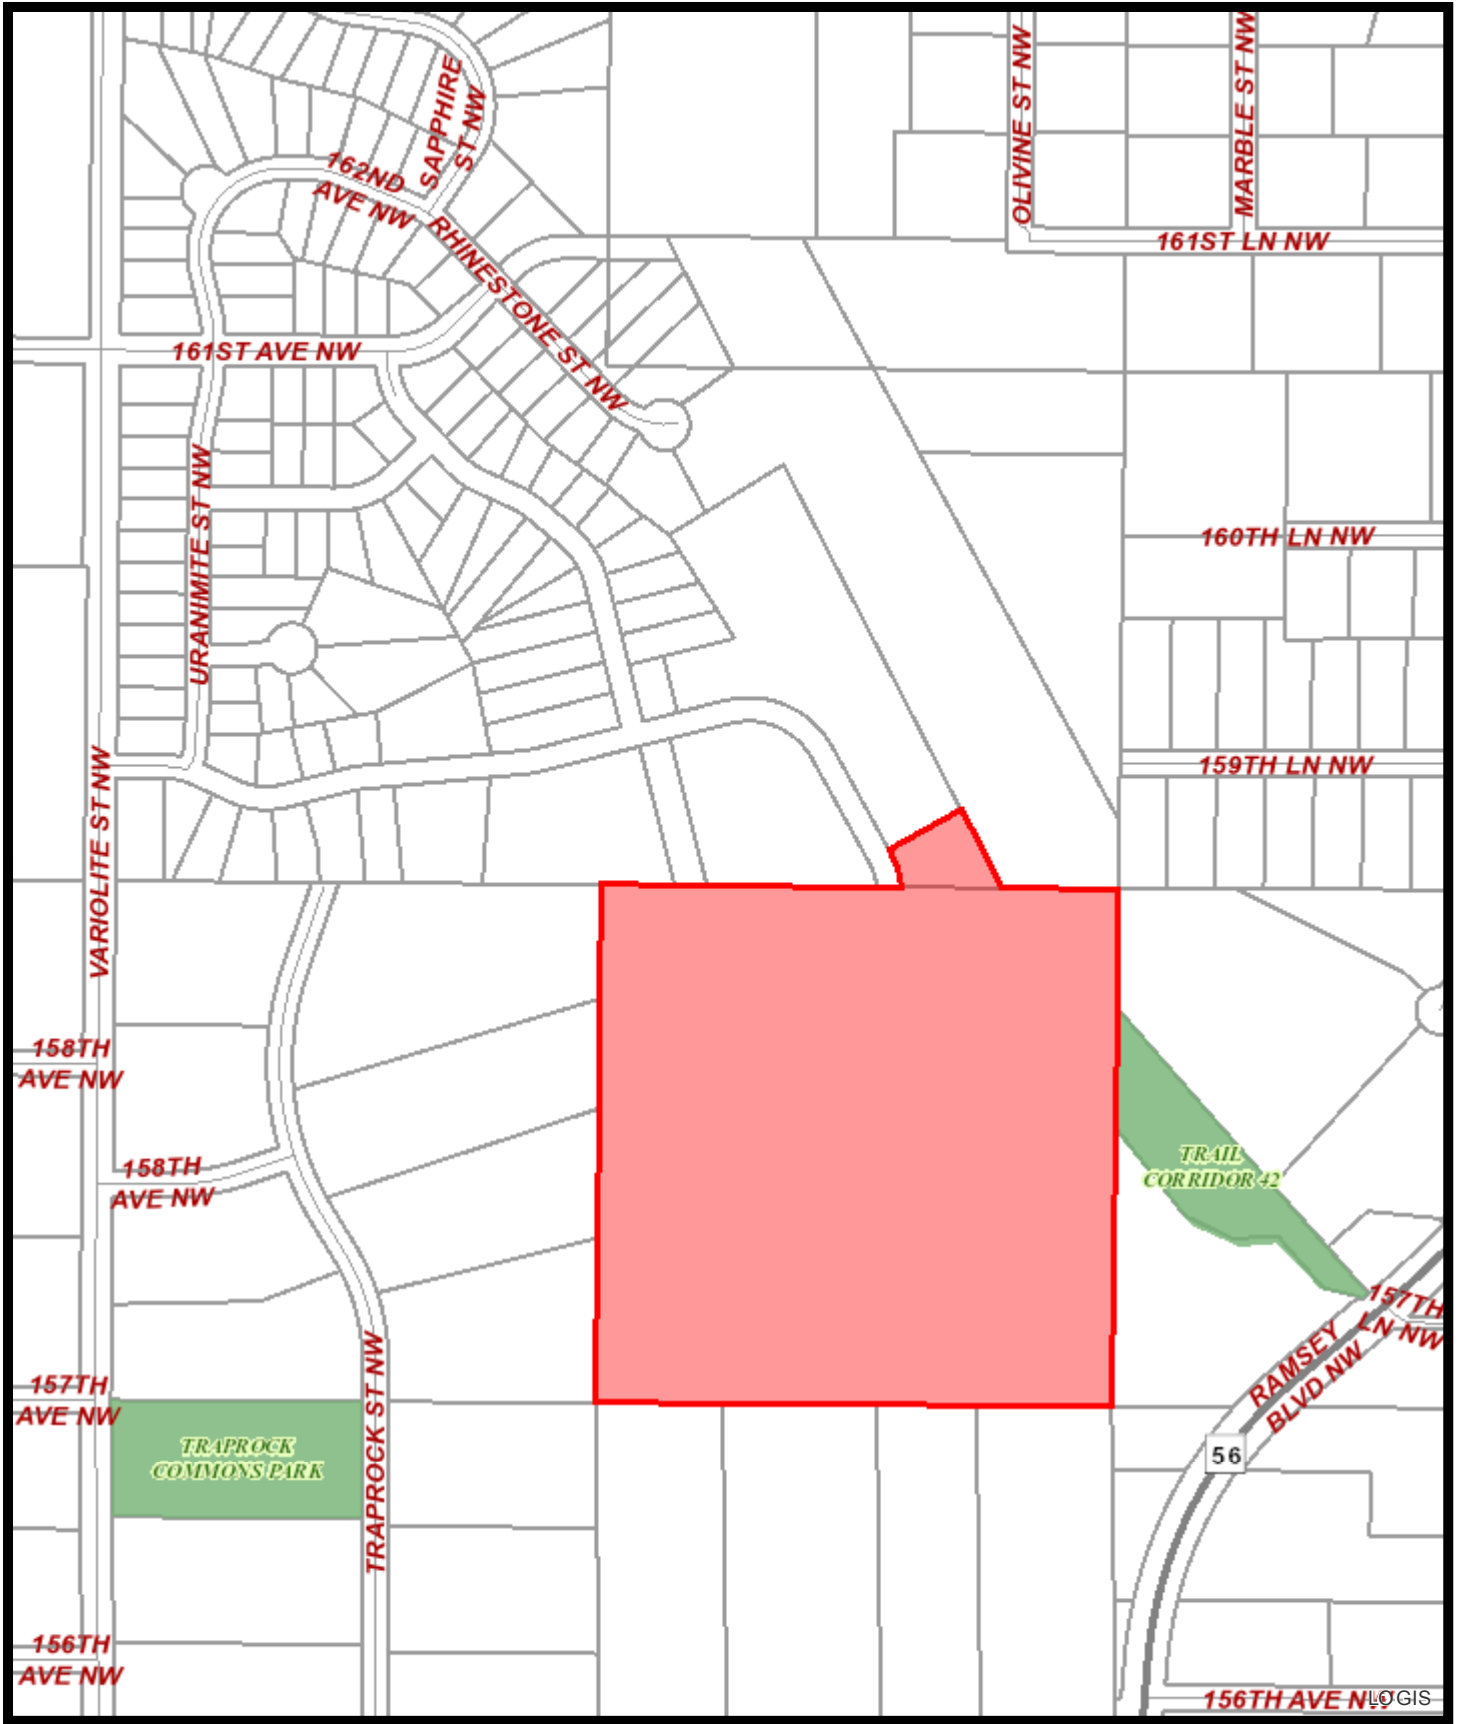 SAPPHIRE
ST NW
OLIVINE ST NW
MARBLE ST NW
162ND
AVE NW
161ST LN NW
RHINESTONE ST NW
161ST AVE NW
URANIMITE ST NW
160TH LN NW
159TH LN NW
VARIOLITE ST NW
158TH
AVE NW
158TH
AVE NW
TRAIL
CORRIDOR 42
157TH
LN NW
RAMSEY
BLVD NW
157TH
AVE NW
TRAPROCK ST NW
TRAPROCK
COMMONS PARK
56
156TH
AVE NW
156TH AVE NW
LOGIS